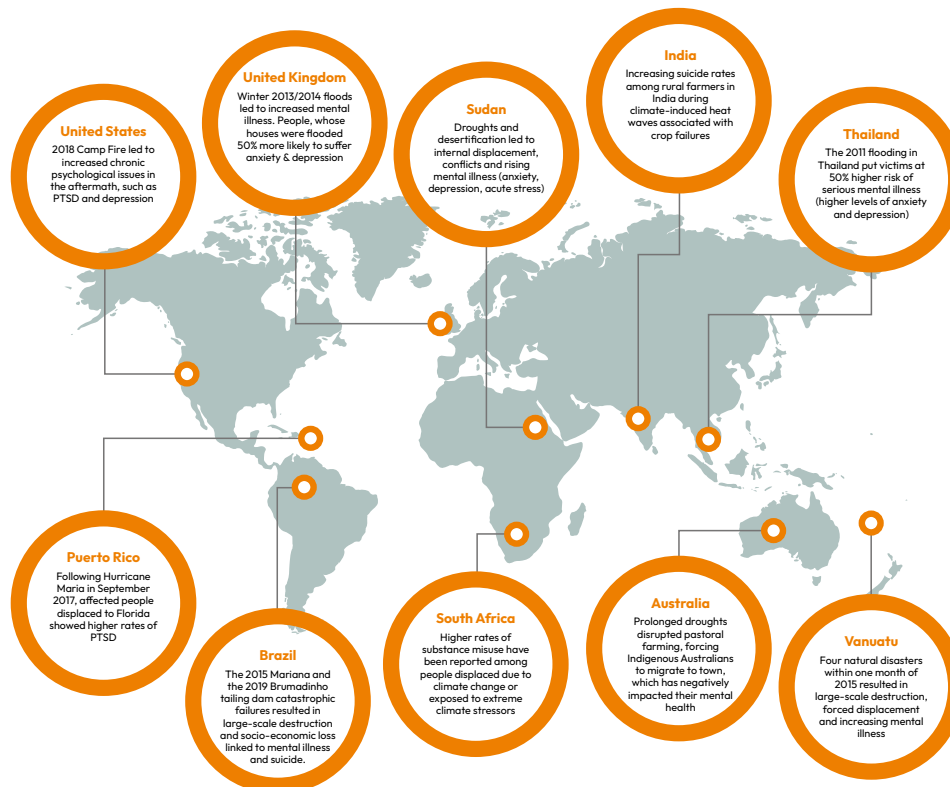 United States
2018 Camp Fire led to
increased chronic
psychological issues in
the aftermath, such as
PTSD and depression
United Kingdom
Winter 2013/2014 floods
led to increased mental
illness. People, whose
houses were flooded
50% more likely to suffer
anxiety & depression
Sudan
Droughts and
desertification led to
internal displacement,
conflicts and rising
mental illness (anxiety,
depression, acute stress)
India
Increasing suicide rates
among rural farmers in
India during
climate-induced heat
waves associated with
crop failures
Thailand
The 2011 flooding in
Thailand put victims at
50% higher risk of
serious mental illness
(higher levels of anxiety
and depression)
Puerto Rico
Following Hurricane
Maria in September
2017, affected people
displaced to Florida
showed higher rates of
PTSD
Brazil
The 2015 Mariana and
the 2019 Brumadinho
tailing dam catastrophic
failures resulted in
large-scale destruction
and socio-economic loss
linked to mental illness
and suicide.
South Africa
Higher rates of
substance misuse have
been reported among
people displaced due to
climate change or
exposed to extreme
climate stressors
Australia
Prolonged droughts
disrupted pastoral
farming, forcing
Indigenous Australians
to migrate to town,
which has negatively
impacted their mental
health
Vanuatu
Four natural disasters
within one month of
2015 resulted in
large-scale destruction,
forced displacement
and increasing mental
illness